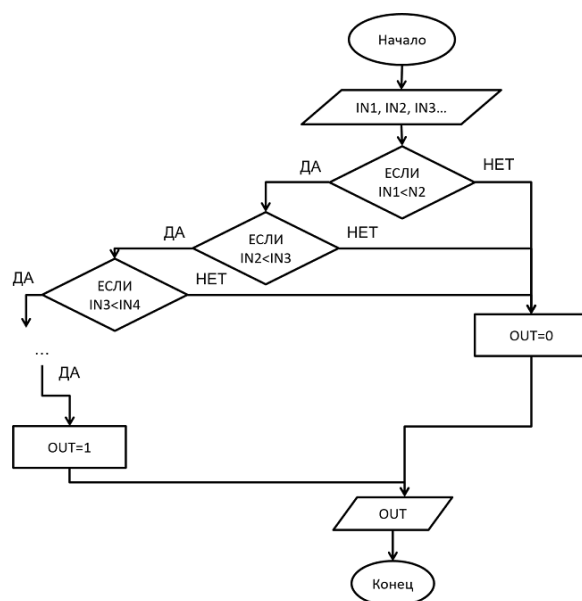 Начало
IN1, IN2, IN3...
ДА
ЕСЛИ
IN1<N2
НЕТ
ДА
ЕСЛИ
IN2<IN3
НЕТ
ДА
ЕСЛИ
IN3<IN4
НЕТ
OUT=0
...
ДА
OUT=1
OUT
Конец